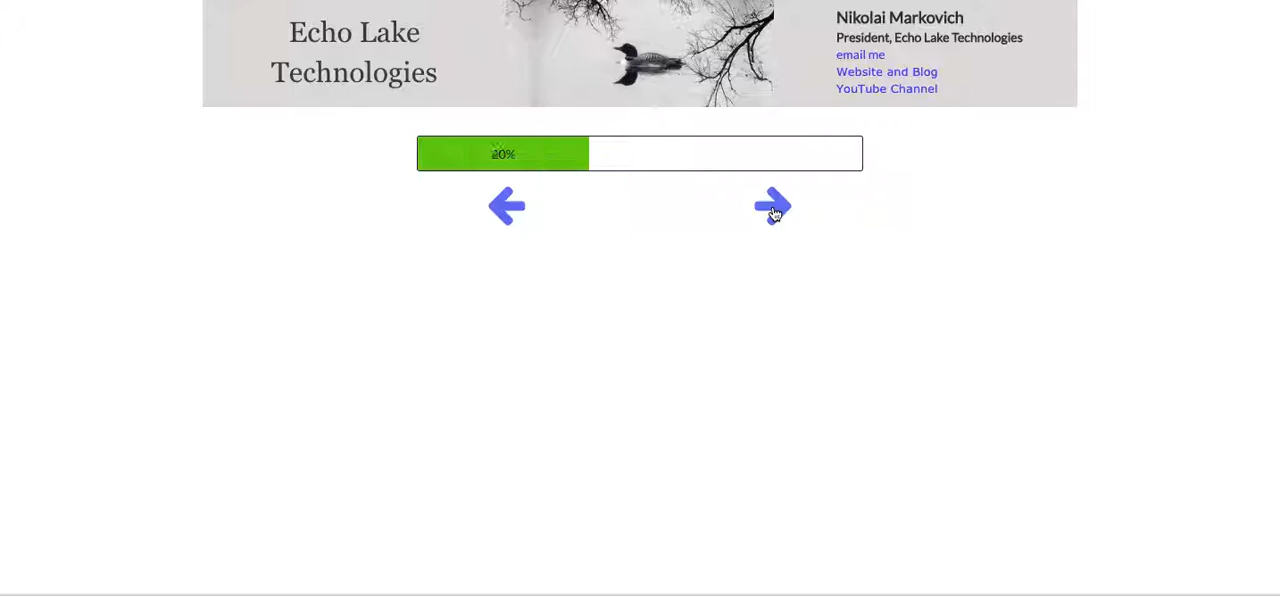 Echo Lake
Technologies
Nikolai Markovich
President, Echo Lake Technologies
email me
Website and Blog
YouTube Channel